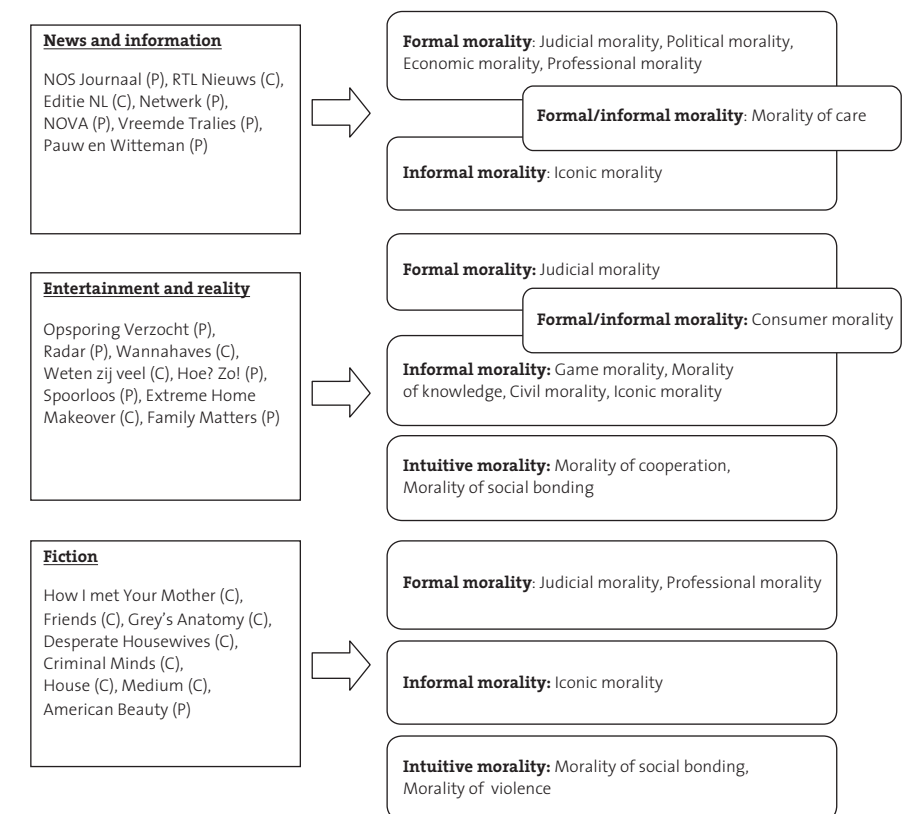 News and information
NOS Journaal (P), RTL Nieuws (C),
Editie NL (C), Netwerk (P),
NOVA (P), Vreemde Tralies (P),
Pauw en Witteman (P)
Formal morality: Judicial morality, Political morality,
Economic morality, Professional morality
Formal/informal morality: Morality of care
Informal morality: Iconic morality
Entertainment and reality
Opsporing Verzocht (P),
Radar (P), Wannahaves (C),
Weten zij veel (C), Hoe? Zo! (P),
Spoorloos (P), Extreme Home
Makeover (C), Family Matters (P)
Formal morality: Judicial morality
Formal/informal morality: Consumer morality
Informal morality: Game morality, Morality
of knowledge, Civil morality, Iconic morality
Intuitive morality: Morality of cooperation,
Morality of social bonding
Fiction
How I met Your Mother (C),
Friends (C), Grey's Anatomy (C),
Desperate Housewives (C),
Criminal Minds (C),
House (C), Medium (C),
American Beauty (P)
Formal morality: Judicial morality, Professional morality
Informal morality: Iconic morality
Intuitive morality: Morality of social bonding,
Morality of violence